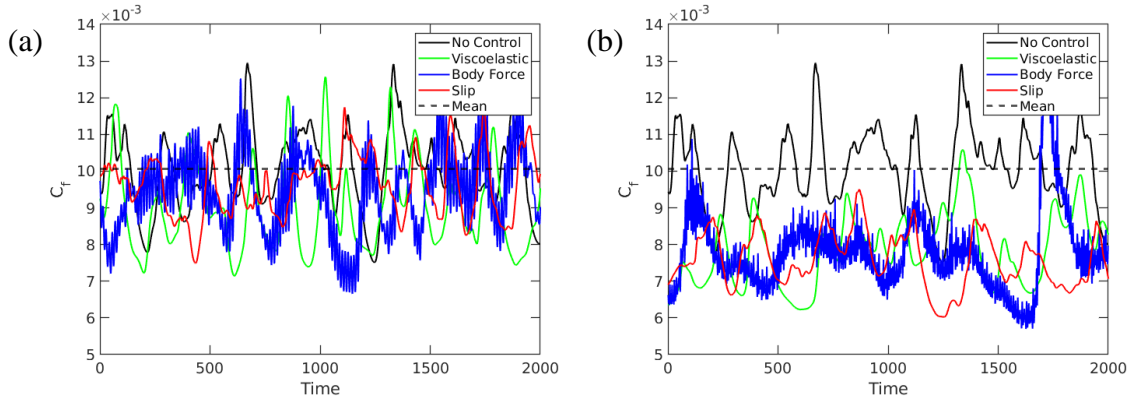 (a)
×10⁻³
C_f
14
13
12
11
10
9
8
7
6
5
0
500
1000
1500
2000
Time
No Control
Viscoelastic
Body Force
Slip
Mean
(b)
×10⁻³
C_f
14
13
12
11
10
9
8
7
6
5
0
500
1000
1500
2000
Time
No Control
Viscoelastic
Body Force
Slip
Mean